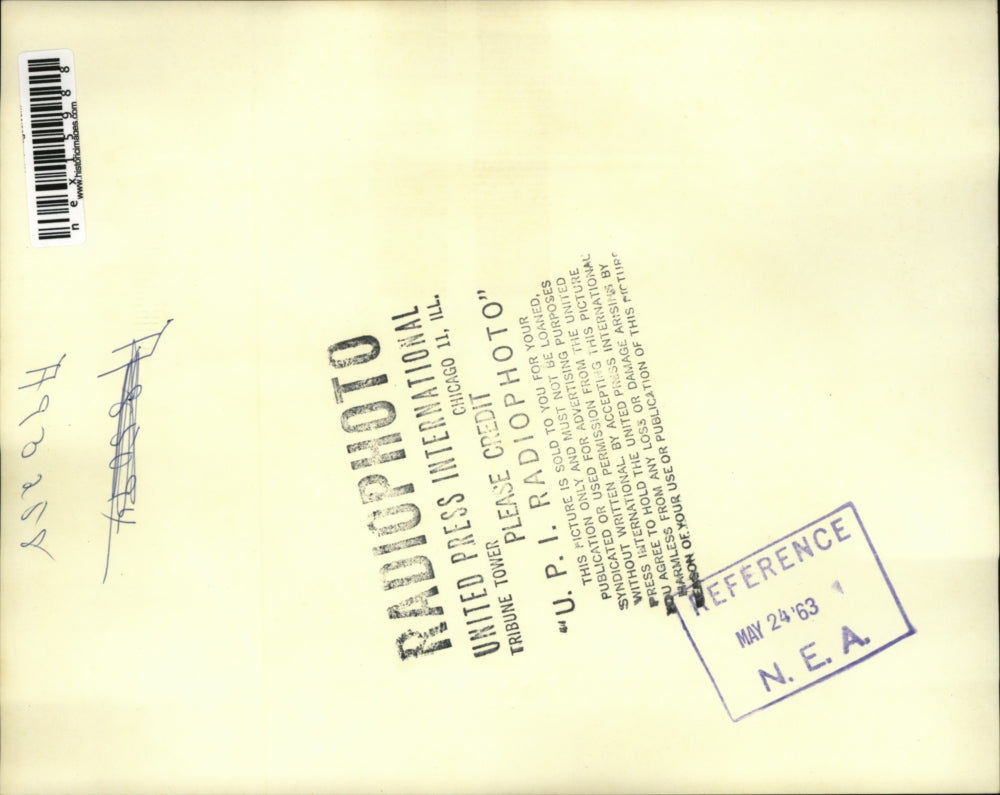 nex15988
www.historicimages.com
RADIOPHOTO
UNITED PRESS INTERNATIONAL
TRIBUNE TOWER CHICAGO 11, ILL.
PLEASE CREDIT
"U. P. I. RADIOPHOTO"
THIS PICTURE IS SOLD TO YOU FOR YOUR
PUBLICATION ONLY AND MUST NOT BE LOANED,
SYNDICATED OR USED FOR ADVERTISING PURPOSES
WITHOUT WRITTEN PERMISSION FROM THE UNITED
PRESS INTERNATIONAL. BY ACCEPTING THIS PICTURE
YOU AGREE TO HOLD THE UNITED PRESS INTERNATIONAL
HARMLESS FROM ANY LOSS OR DAMAGE ARISING BY
REASON OF YOUR USE OR PUBLICATION OF THIS PICTURE
REFERENCE
MAY 24 '63
N. E. A.